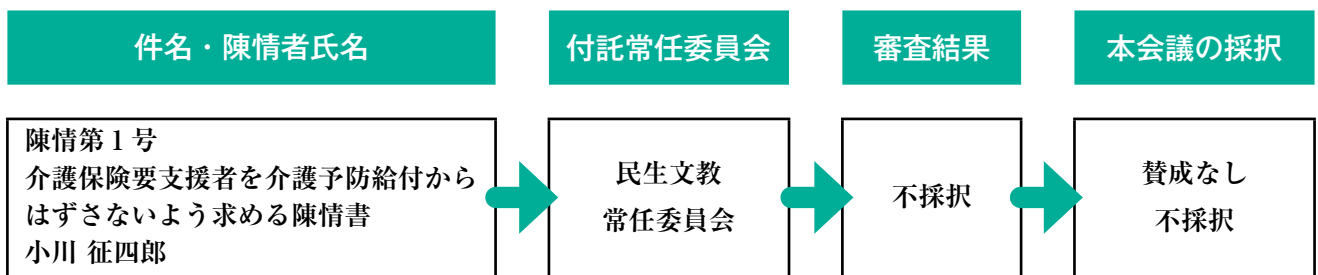 件名・陳情者氏名
付託常任委員会
審査結果
本会議の採択
陳情第1号
介護保険要支援者を介護予防給付から
はずさないよう求める陳情書
小川 征四郎
民生文教
常任委員会
不採択
賛成なし
不採択